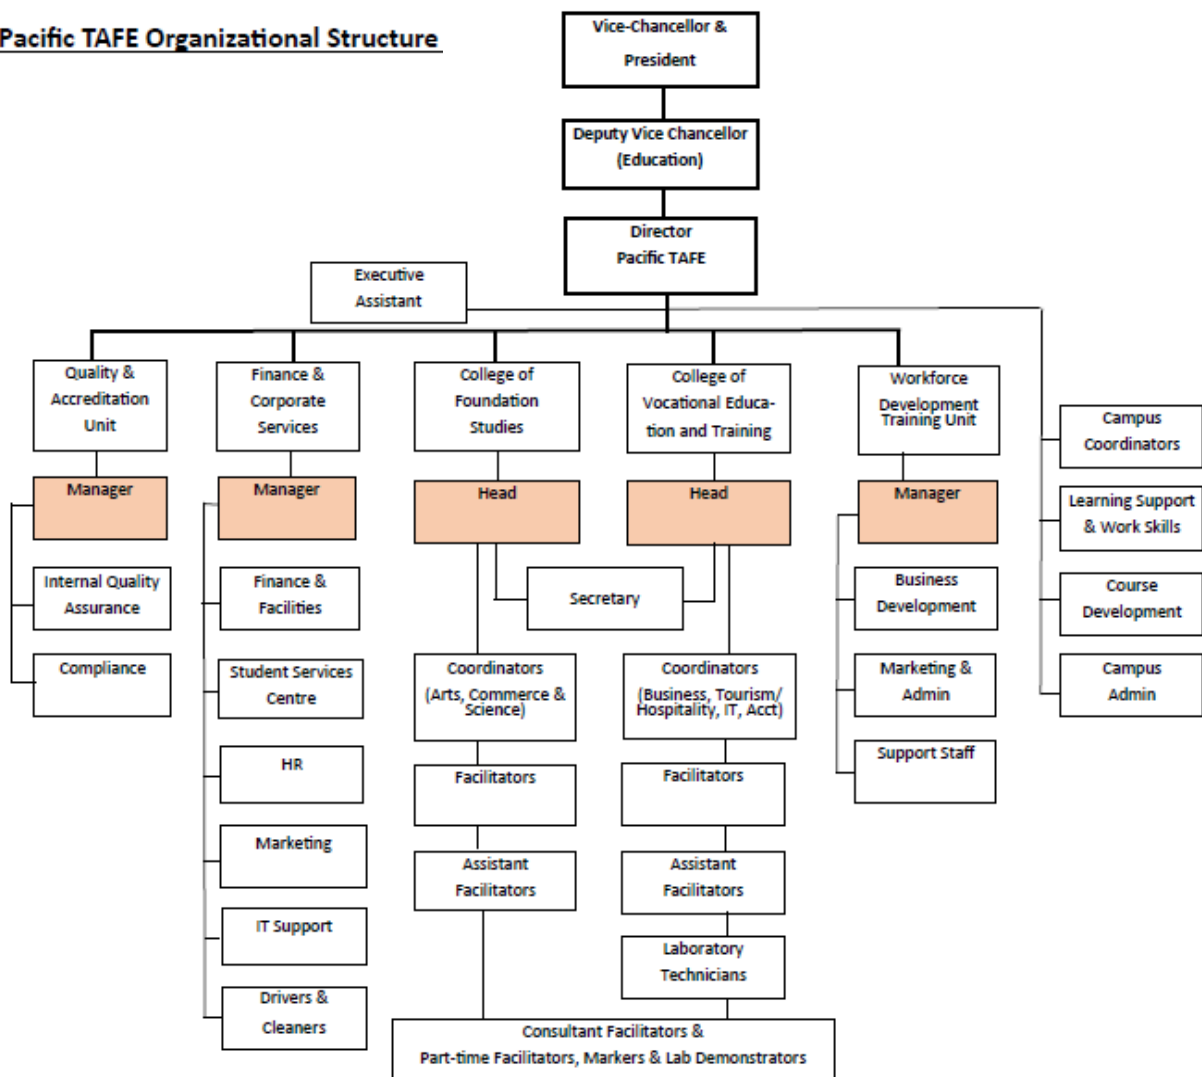 Pacific TAFE Organizational Structure
Vice-Chancellor &
President
Deputy Vice Chancellor
(Education)
Director
Pacific TAFE
Executive
Assistant
Quality &
Accreditation
Unit
Finance &
Corporate
Services
College of
Foundation
Studies
College of
Vocational Educa-
tion and Training
Workforce
Development
Training Unit
Campus
Coordinators
Manager
Manager
Head
Head
Manager
Learning Support
& Work Skills
Internal Quality
Assurance
Finance &
Facilities
Secretary
Business
Development
Course
Development
Compliance
Student Services
Centre
Coordinators
(Arts, Commerce &
Science)
Coordinators
(Business, Tourism/
Hospitality, IT, Acct)
Marketing &
Admin
Campus
Admin
HR
Facilitators
Facilitators
Support Staff
Marketing
Assistant
Facilitators
Assistant
Facilitators
IT Support
Laboratory
Technicians
Drivers &
Cleaners
Consultant Facilitators &
Part-time Facilitators, Markers & Lab Demonstrators